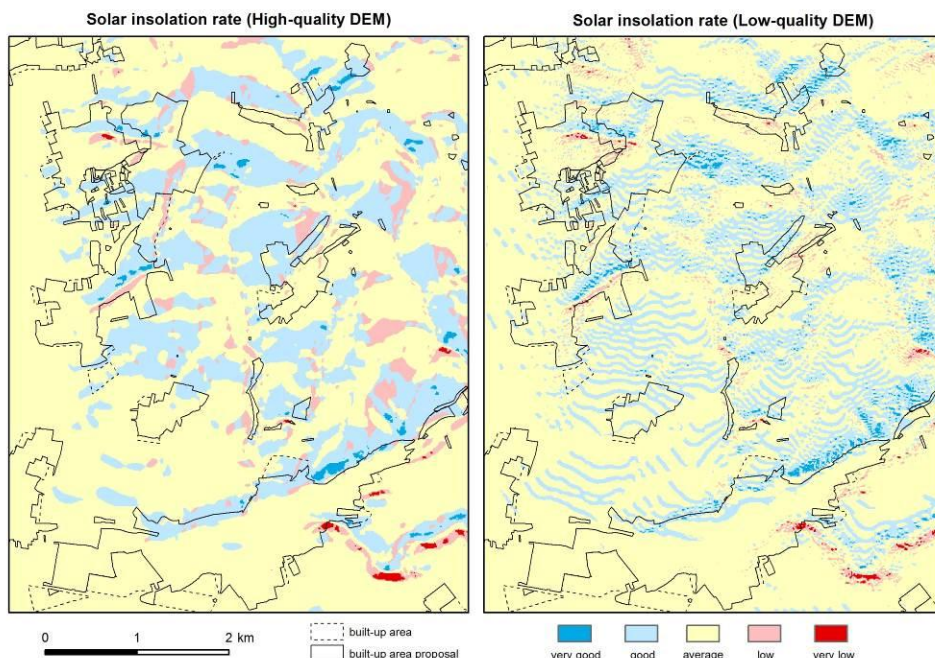 Solar insolation rate (High-quality DEM)
Solar insolation rate (Low-quality DEM)
0 1 2 km
built-up area
built-up area proposal
very good good average low very low